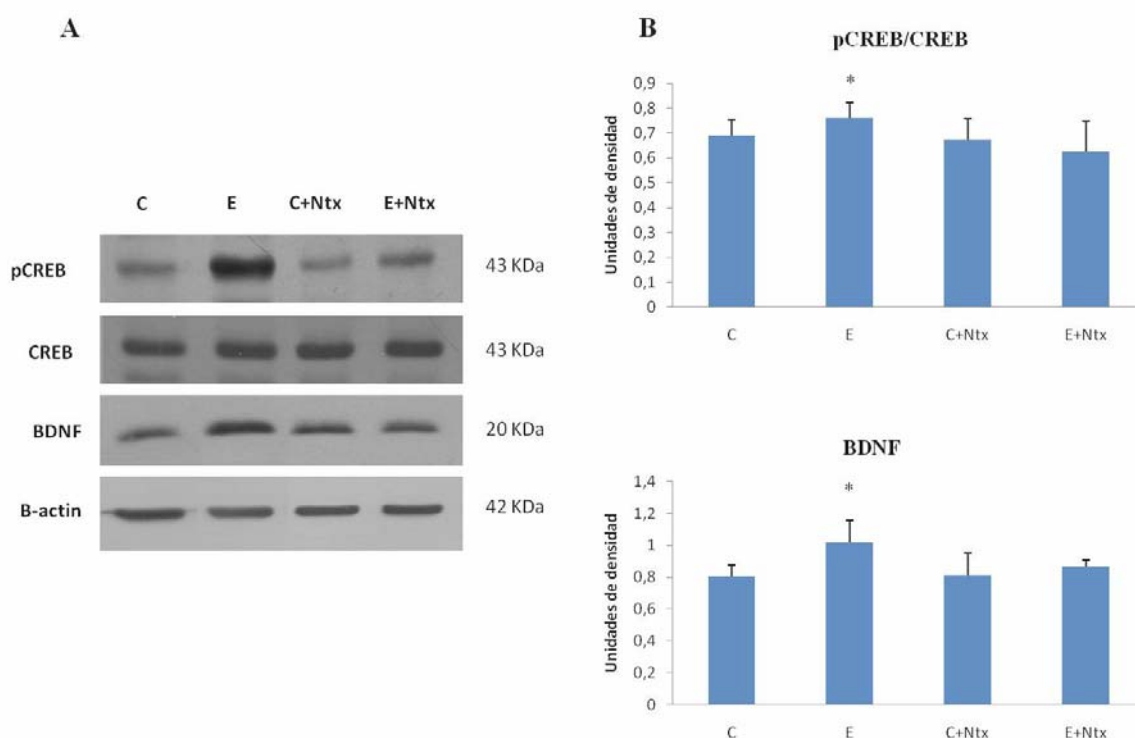 A
C E C+Ntx E+Ntx
pCREB 43 KDa
CREB 43 KDa
BDNF 20 KDa
B-actin 42 KDa
B
pCREB/CREB
*
Unidades de densidad
0,9
0,8
0,7
0,6
0,5
0,4
0,3
0,2
0,1
0
C E C+Ntx E+Ntx
BDNF
*
Unidades de densidad
1,4
1,2
1
0,8
0,6
0,4
0,2
0
C E C+Ntx E+Ntx